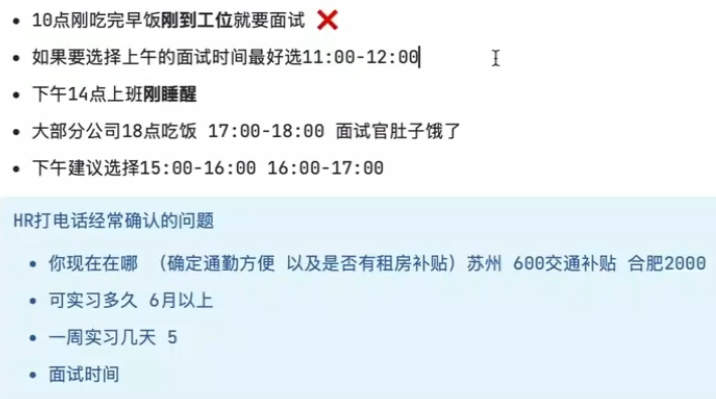 10点刚吃完早饭刚到工位就要面试 ❌
如果要选择上午的面试时间最好选11:00-12:00
下午14点上班刚睡醒
大部分公司18点吃饭 17:00-18:00 面试官肚子饿了
下午建议选择15:00-16:00 16:00-17:00
HR打电话经常确认的问题
你现在在哪 （确定通勤方便 以及是否有租房补贴）苏州 600交通补贴 合肥2000
可实习多久 6月以上
一周实习几天 5
面试时间